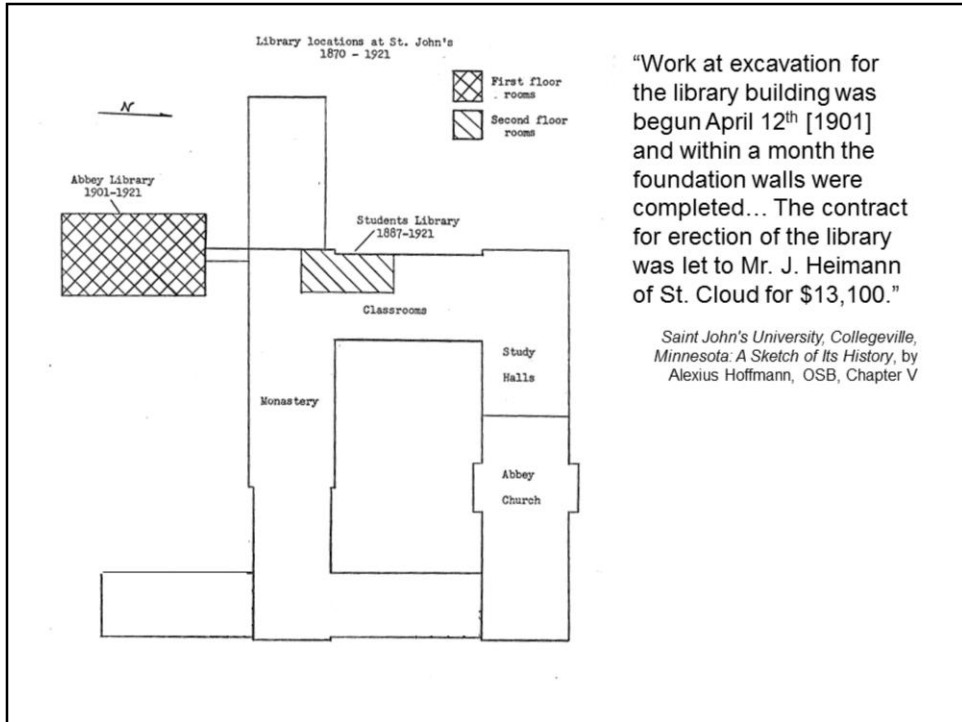 Library locations at St. John's
1870 - 1921
First floor
rooms
Second floor
rooms
N
Abbey Library
1901-1921
Students Library
1887-1921
Classrooms
Study
Halls
Monastery
Abbey
Church
“Work at excavation for
the library building was
begun April 12th [1901]
and within a month the
foundation walls were
completed… The contract
for erection of the library
was let to Mr. J. Heimann
of St. Cloud for $13,100.”
Saint John's University, Collegeville,
Minnesota: A Sketch of Its History, by
Alexius Hoffmann, OSB, Chapter V